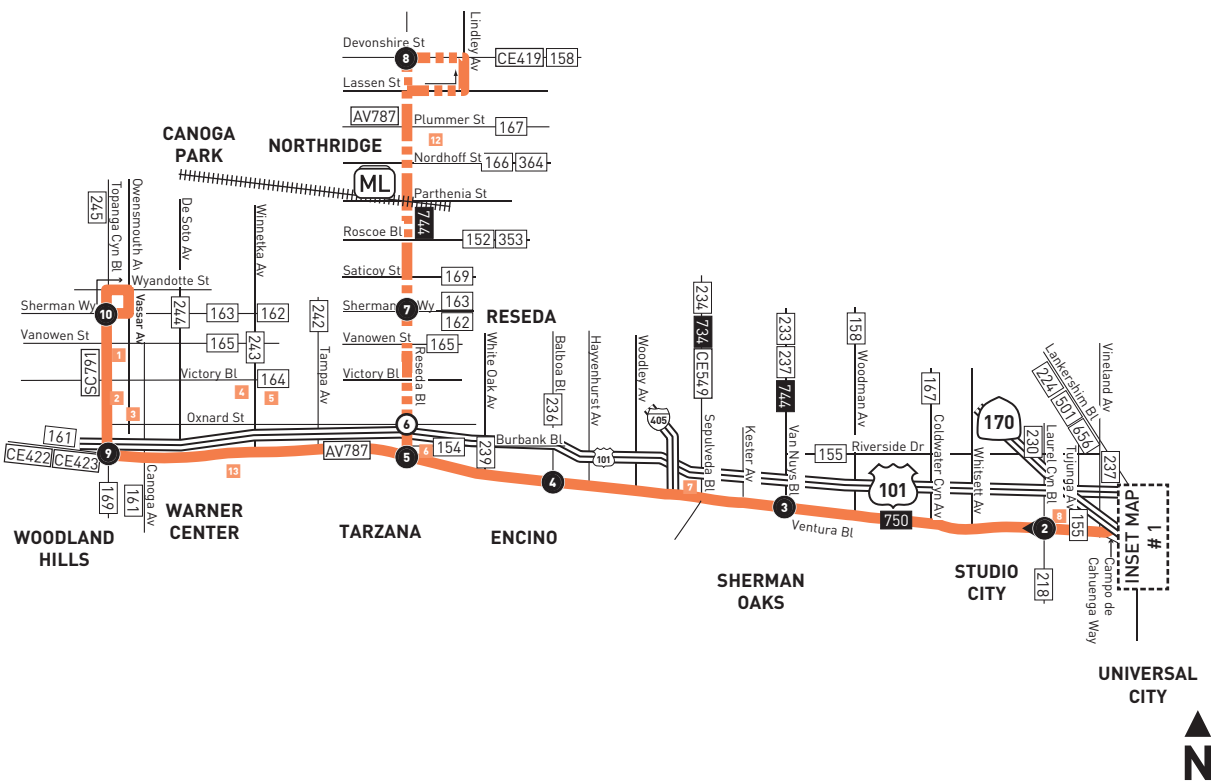 Devonshire St
8
Lindley Av
CE419
158
Lassen St
AV787
Plummer St
167
12
CANOGA
PARK
NORTHRIDGE
Nordhoff St
166
364
ML
Parthenia St
744
Roscoe Bl
152
353
Saticoy St
169
Sherman Wy
7
163
162
RESEDA
Vanowen St
165
Victory Bl
Reseda Bl
245
Topanga Cyn Bl
Owensmouth Av
De Soto Av
Winnetka Av
Wyandotte St
Sherman Wy
10
Vassar Av
244
163
162
242
Vanowen St
165
243
1
Tampa Av
SC791
Victory Bl
164
2
3
4
5
Oxnard St
6
161
CE422
CE423
9
AV787
5
6
154
239
White Oak Av
Burbank Bl
Balboa Bl
236
Hayvenhurst Av
Woodley Av
101
405
234
734
CE549
Sepulveda Bl
Kester Av
233
237
744
Van Nuys Bl
158
Woodman Av
167
Coldwater Cyn Av
Whitsett Av
170
Lankershim Bl
224
501
656
Vineland Av
230
Laurel Cyn Bl
Tujunga Av
237
155
Riverside Dr
101
13
4
7
3
Ventura Bl
750
2
8
155
169
161
Canoga Av
WARNER
CENTER
WOODLAND
HILLS
TARZANA
ENCINO
SHERMAN
OAKS
STUDIO
CITY
218
Campo de
Cahuenga Way
INSET MAP
# 1
UNIVERSAL
CITY
N